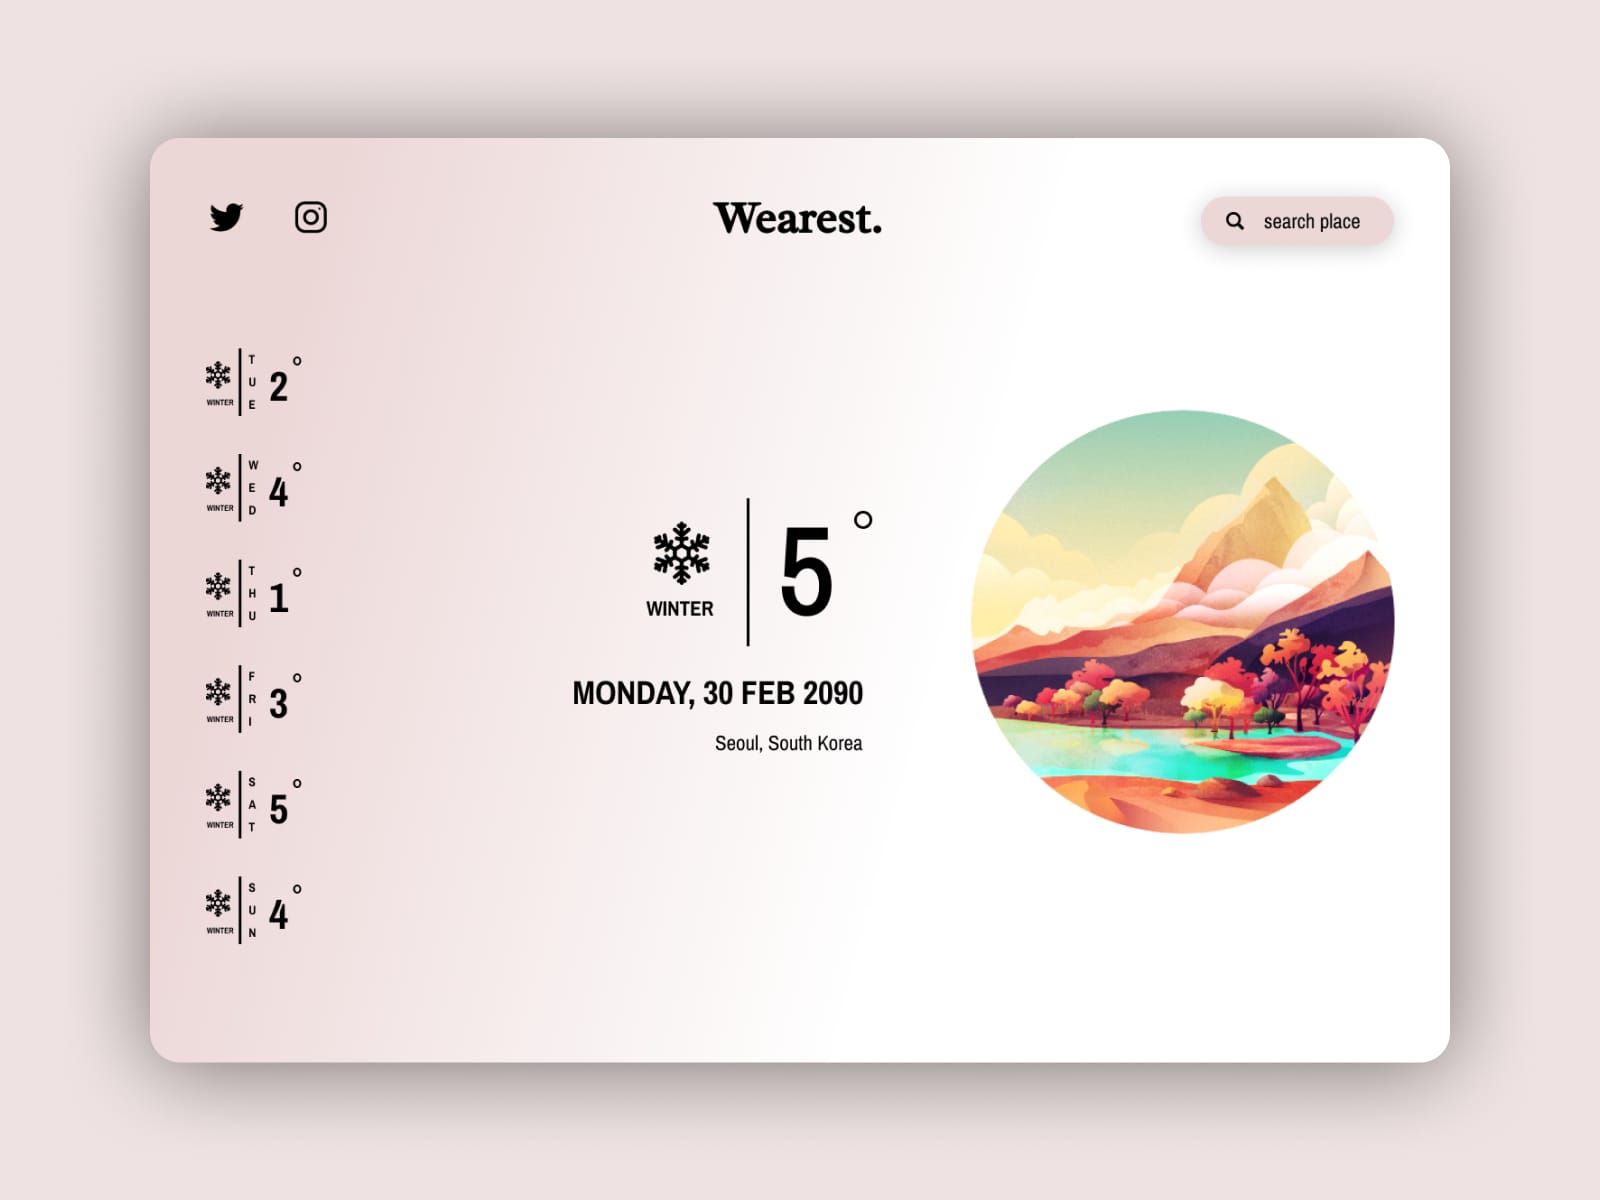 Wearest.
search place
WINTER
TUE
2°
WINTER
WED
4°
WINTER
THU
1°
WINTER
FRI
3°
WINTER
SAT
5°
WINTER
SUN
4°
WINTER
5°
MONDAY, 30 FEB 2090
Seoul, South Korea